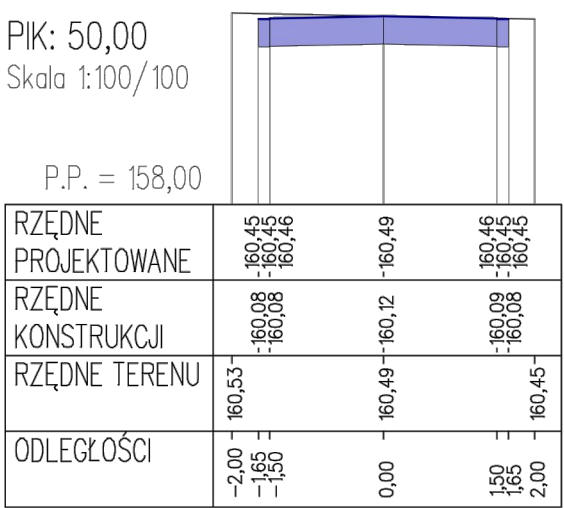 PIK: 50,00
Skala 1:100/100
P.P. = 158,00
RZĘDNE
PROJEKTOWANE
160,45
160,45
160,46
160,49
160,46
160,45
160,45
RZĘDNE
KONSTRUKCJI
160,08
160,08
160,12
160,09
160,08
RZĘDNE TERENU
160,53
160,49
160,45
ODLEGŁOŚCI
-2,00
-1,65
-1,50
0,00
1,50
1,65
2,00